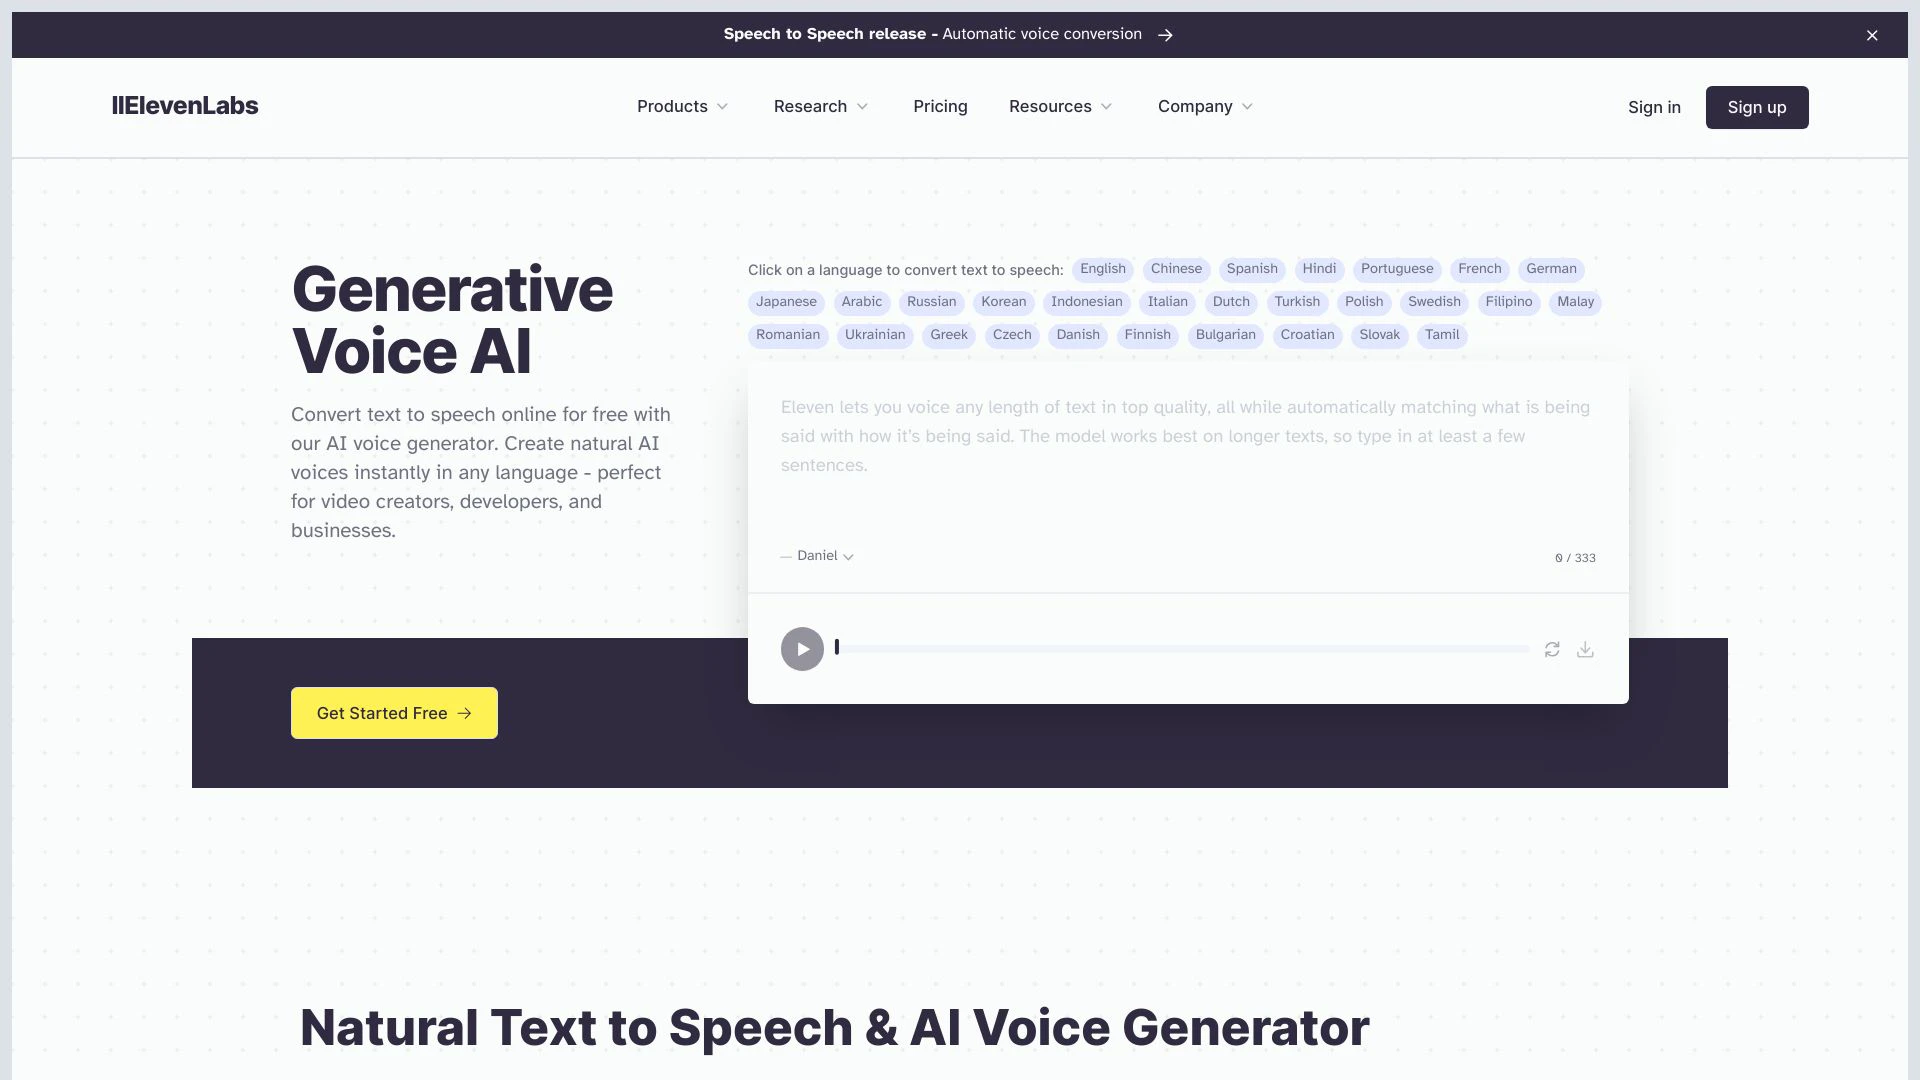 Speech to Speech release - Automatic voice conversion
IIElevenLabs
Products
Research
Pricing
Resources
Company
Sign in
Sign up
Generative
Voice AI
Convert text to speech online for free with
our AI voice generator. Create natural AI
voices instantly in any language - perfect
for video creators, developers, and
businesses.
Get Started Free
Click on a language to convert text to speech: English Chinese Spanish Hindi Portuguese French German
Japanese Arabic Russian Korean Indonesian Italian Dutch Turkish Polish Swedish Filipino Malay
Romanian Ukrainian Greek Czech Danish Finnish Bulgarian Croatian Slovak Tamil
Eleven lets you voice any length of text in top quality, all while automatically matching what is being
said with how it’s being said. The model works best on longer texts, so type in at least a few
sentences.
— Daniel
0 / 333
Natural Text to Speech & AI Voice Generator